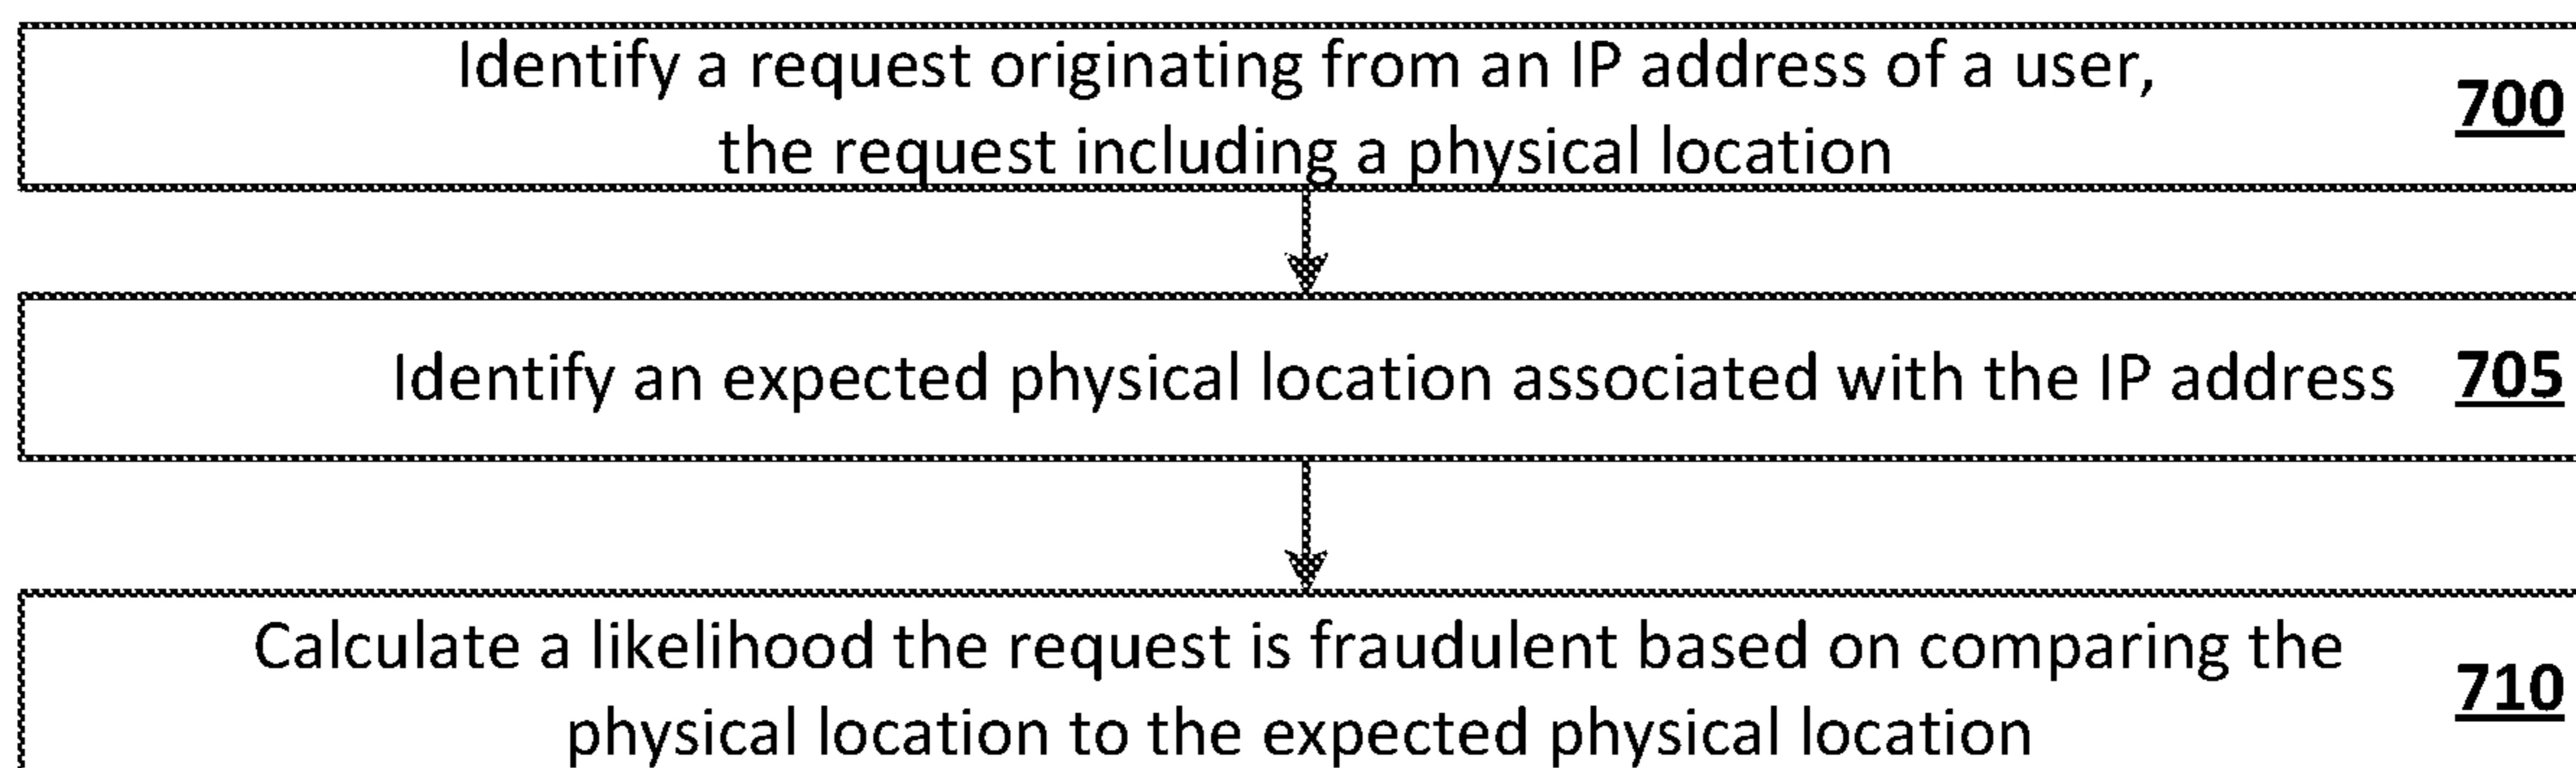 Identify a request originating from an IP address of a user,
the request including a physical location
700
Identify an expected physical location associated with the IP address 705
Calculate a likelihood the request is fraudulent based on comparing the
physical location to the expected physical location
710